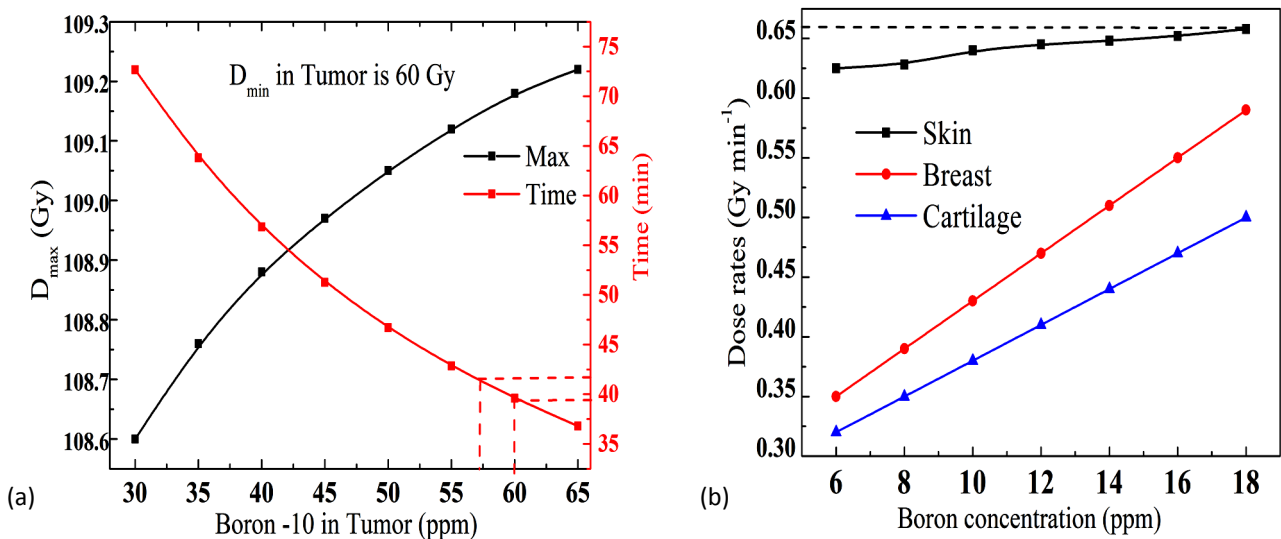 109.3
109.2
109.1
109.0
108.9
108.8
108.7
108.6
D_max (Gy)
D_min in Tumor is 60 Gy
Max
Time
75
70
65
60
55
50
45
40
35
Time (min)
30 35 40 45 50 55 60 65
Boron -10 in Tumor (ppm)
(a)
0.65
0.60
0.55
0.50
0.45
0.40
0.35
0.30
Dose rates (Gy min⁻¹)
Skin
Breast
Cartilage
6 8 10 12 14 16 18
Boron concentration (ppm)
(b)